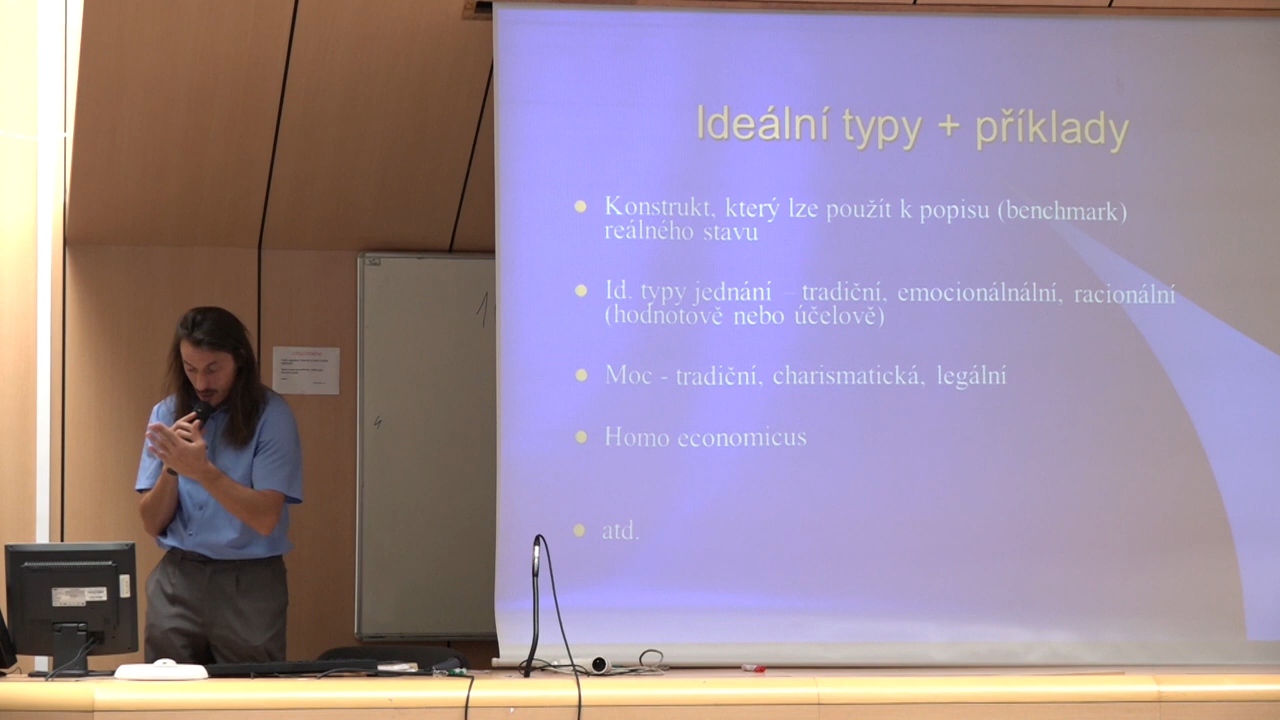 Ideální typy + příklady
Konstrukt, který lze použít k popisu (benchmark)
reálného stavu
Id. typy jednání – tradiční, emocionálnální, racionální
(hodnotově nebo účelově)
Moc - tradiční, charismatická, legální
Homo economicus
atd.